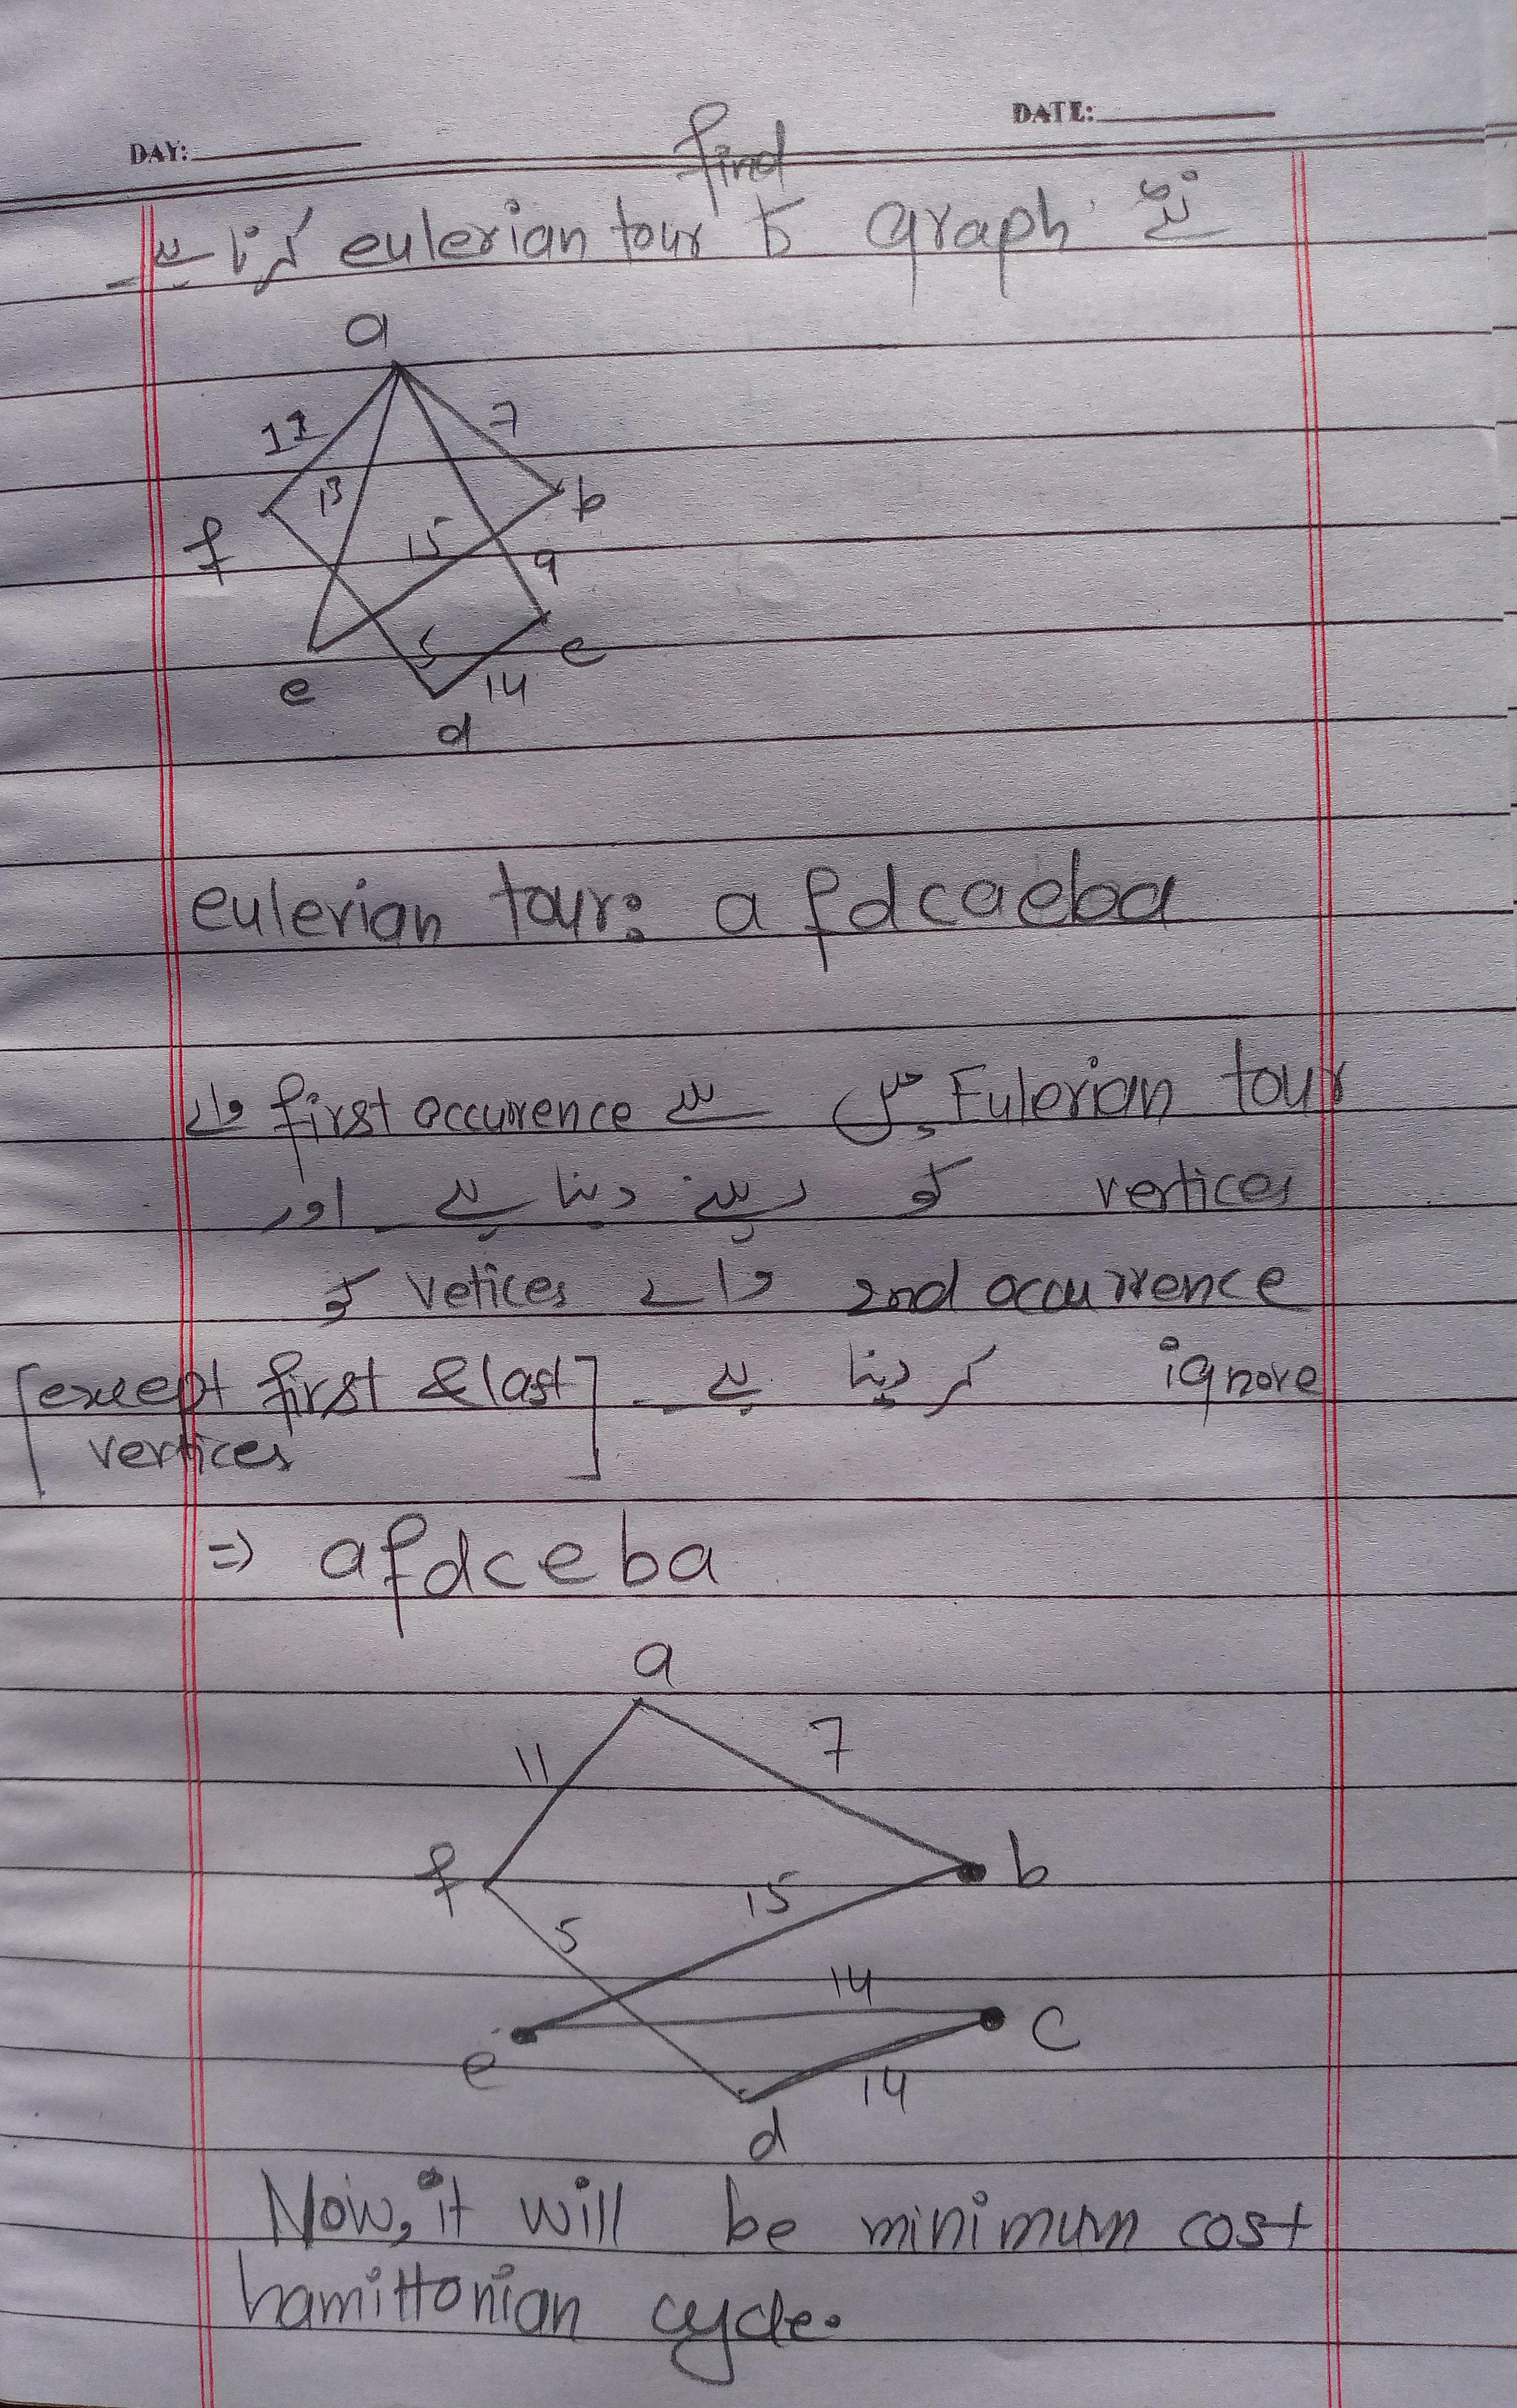 DAY:
DATE:
find
نے graph کا eulerian tour کرنا ہے۔
a
11
7
13
b
f
15
9
5
c
e
14
d
eulerian tour: a f d c a e b a
Eulerian tour میں سے first occurence والے
vertices کو رہنے دینا ہے۔ اور
2nd occurrence والے vetices کو
ignore کر دینا ہے۔ [except first & last
vertices]
=> a f d c e b a
a
11
7
f
b
15
5
14
e
c
14
d
Now, it will be minimum cost
hamiltonian cycle.